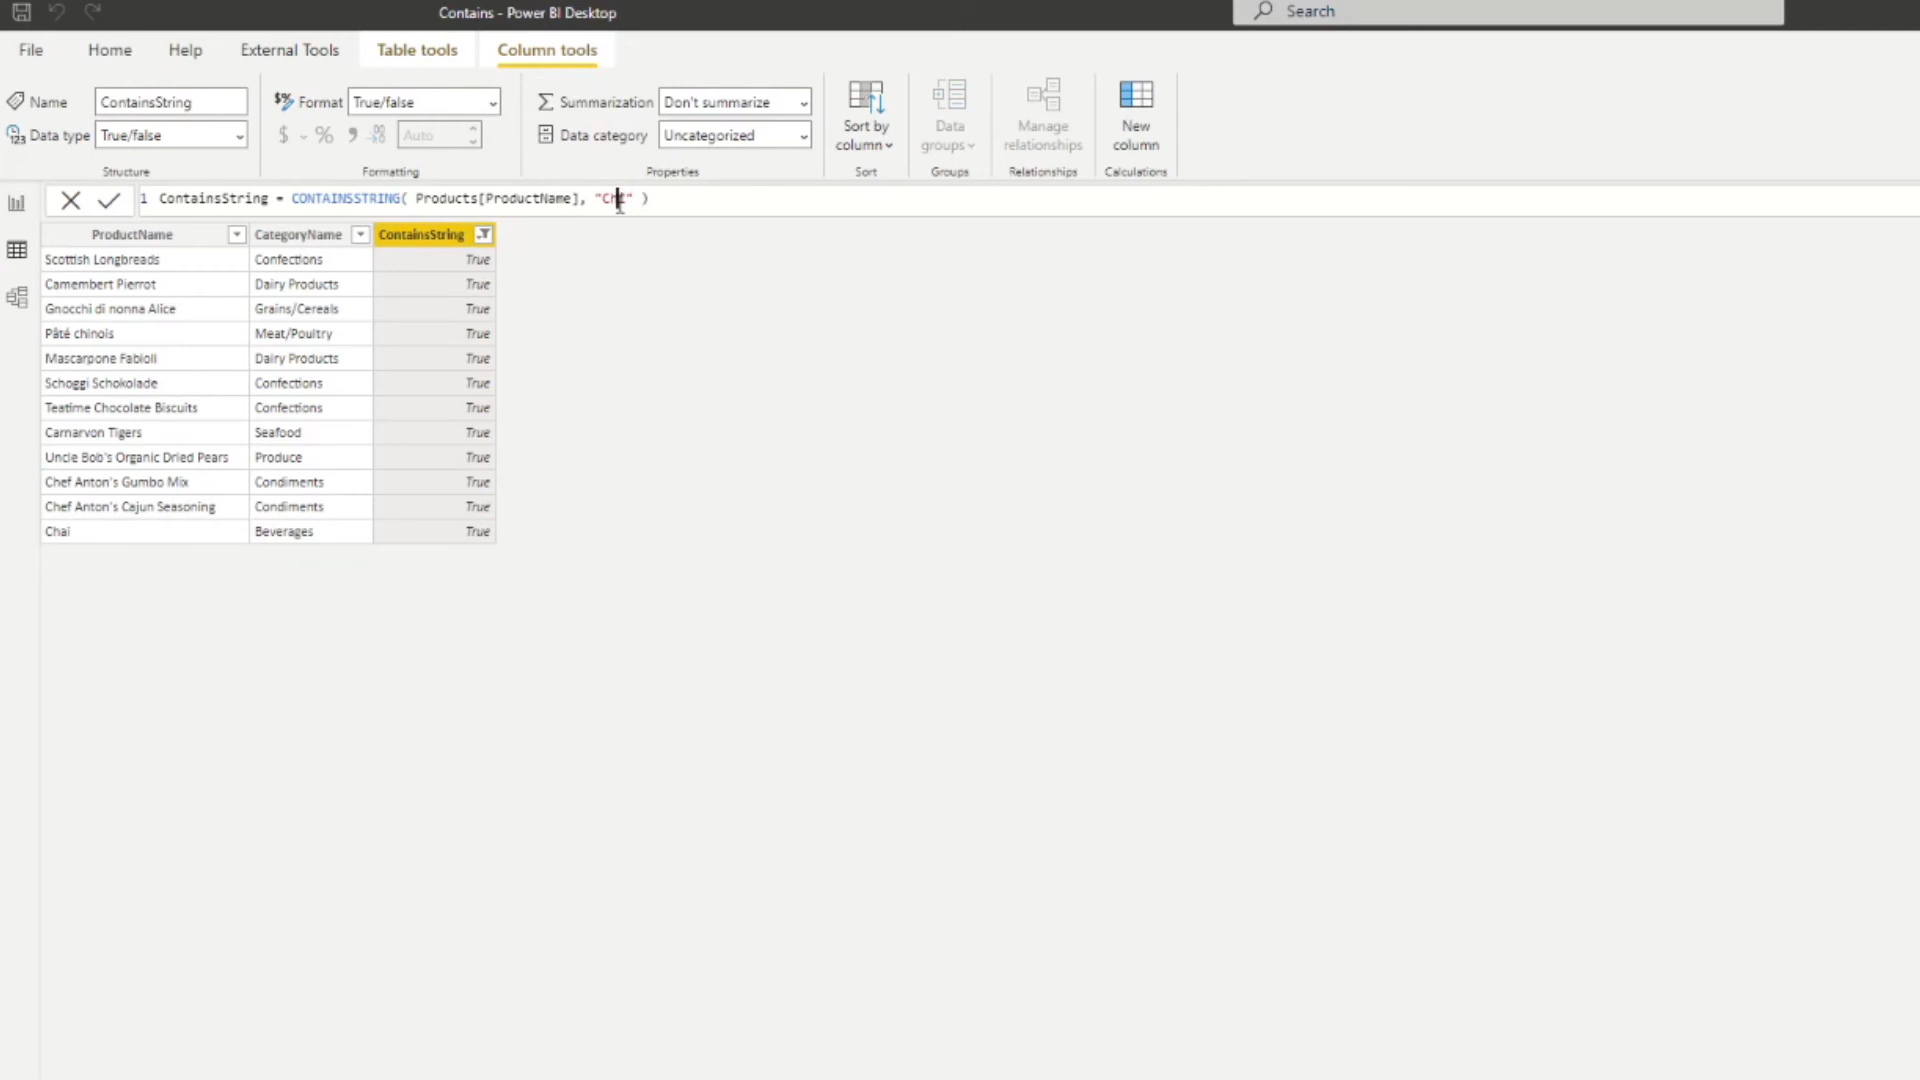 Contains - Power BI Desktop
Search
File Home Help External Tools Table tools Column tools
Name ContainsString
Format True/false
Summarization Don't summarize
Data type True/false
$ % Auto
Data category Uncategorized
Sort by column
Data groups
Manage relationships
New column
Structure Formatting Properties Sort Groups Relationships Calculations
1 ContainsString = CONTAINSSTRING( Products[ProductName], )
ProductName CategoryName ContainsString
Scottish Longbreads Confections True
Camembert Pierrot Dairy Products True
Gnocchi di nonna Alice Grains/Cereals True
Pâté chinois Meat/Poultry True
Mascarpone Fabioli Dairy Products True
Schoggi Schokolade Confections True
Teatime Chocolate Biscuits Confections True
Carnarvon Tigers Seafood True
Uncle Bob's Organic Dried Pears Produce True
Chef Anton's Gumbo Mix Condiments True
Chef Anton's Cajun Seasoning Condiments True
Chai Beverages True